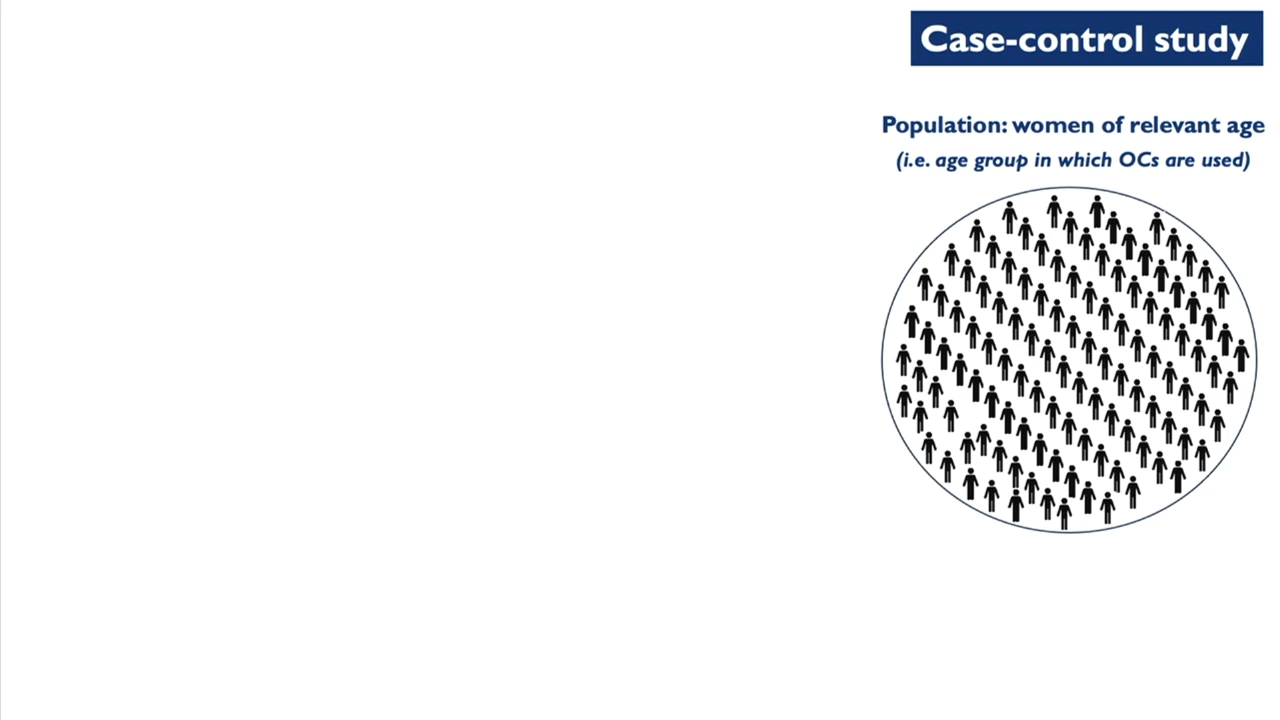 Case-control study
Population: women of relevant age
(i.e. age group in which OCs are used)